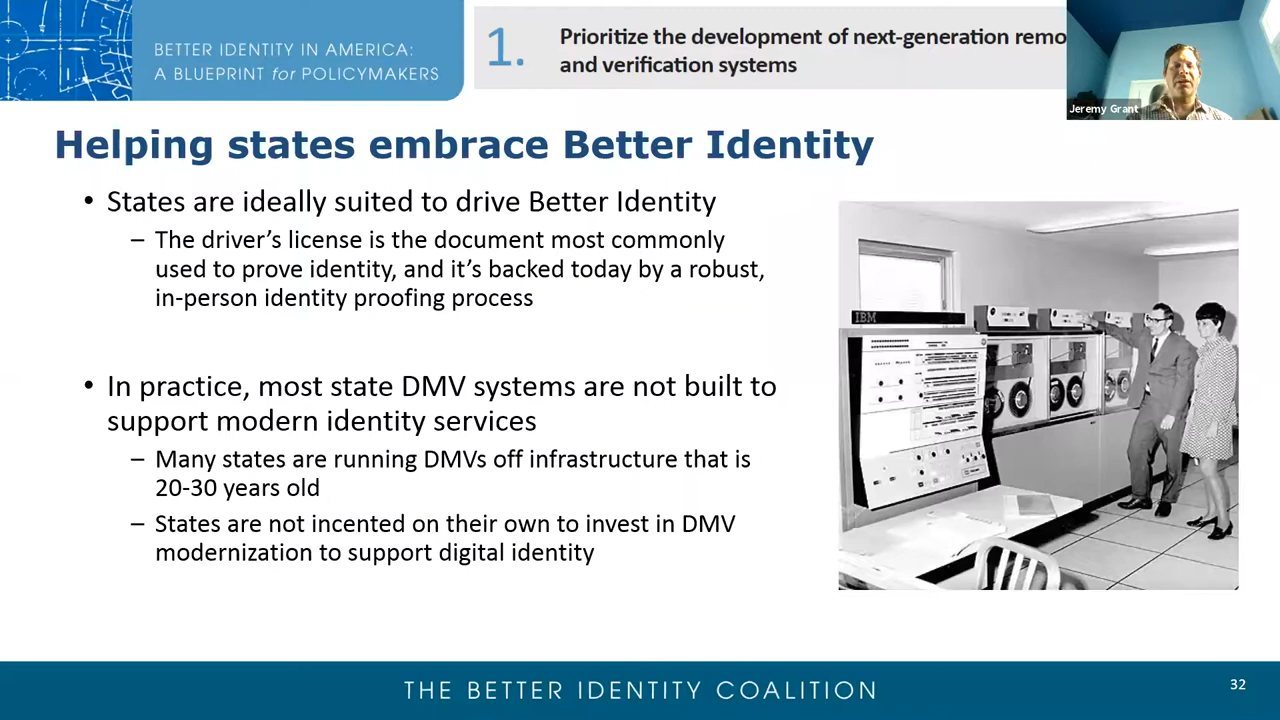 BETTER IDENTITY IN AMERICA:
A BLUEPRINT for POLICYMAKERS
1.
Prioritize the development of next-generation remo
and verification systems
Jeremy Grant
Helping states embrace Better Identity
• States are ideally suited to drive Better Identity
– The driver's license is the document most commonly
used to prove identity, and it's backed today by a robust,
in-person identity proofing process
• In practice, most state DMV systems are not built to
support modern identity services
– Many states are running DMVs off infrastructure that is
20-30 years old
– States are not incented on their own to invest in DMV
modernization to support digital identity
IBM
THE BETTER IDENTITY COALITION
32